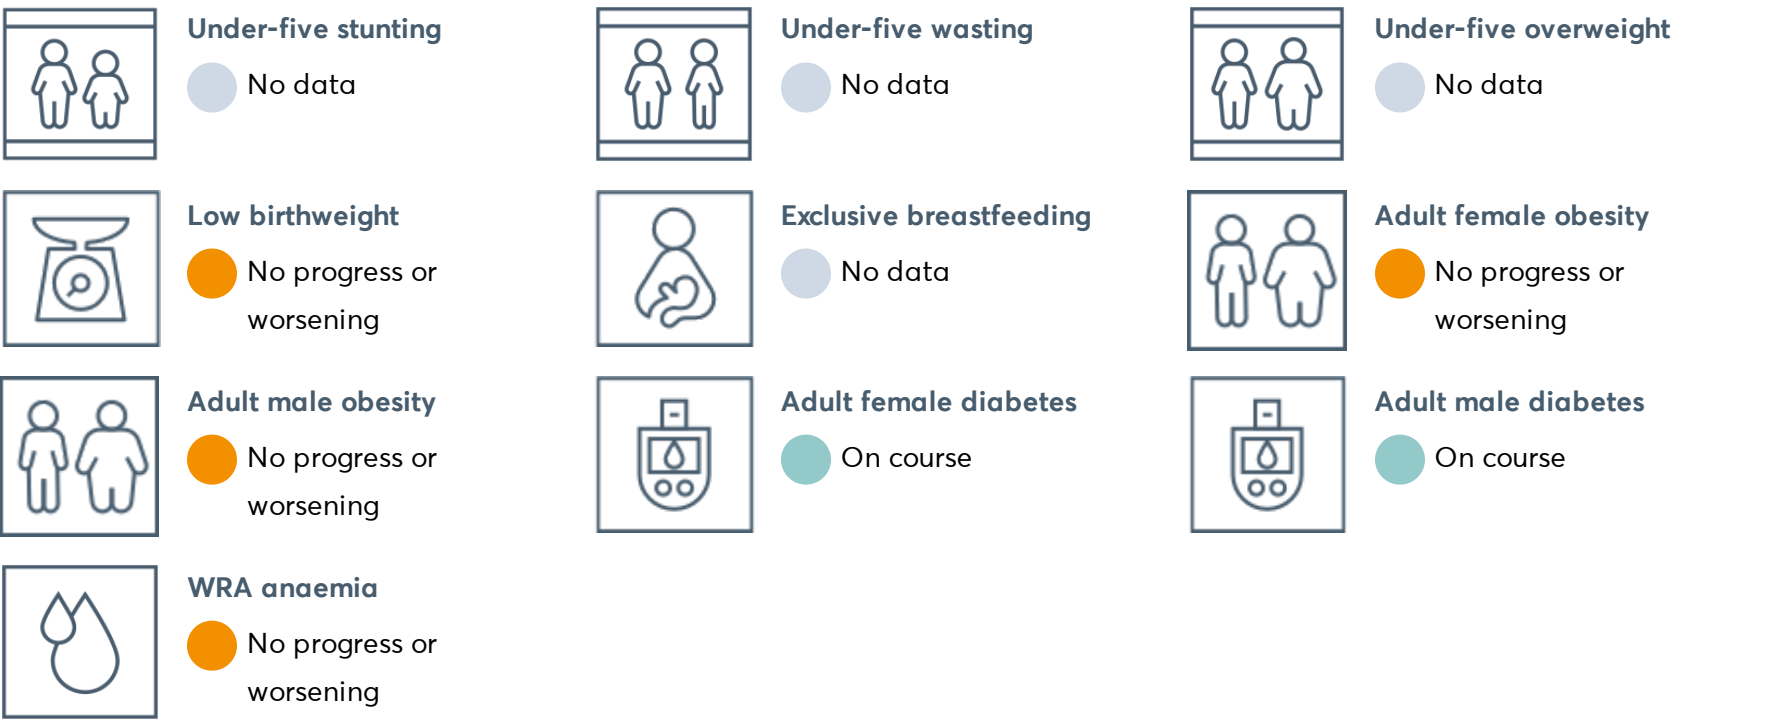 Under-five stunting
No data
Under-five wasting
No data
Under-five overweight
No data
Low birthweight
No progress or
worsening
Exclusive breastfeeding
No data
Adult female obesity
No progress or
worsening
Adult male obesity
No progress or
worsening
Adult female diabetes
On course
Adult male diabetes
On course
WRA anaemia
No progress or
worsening